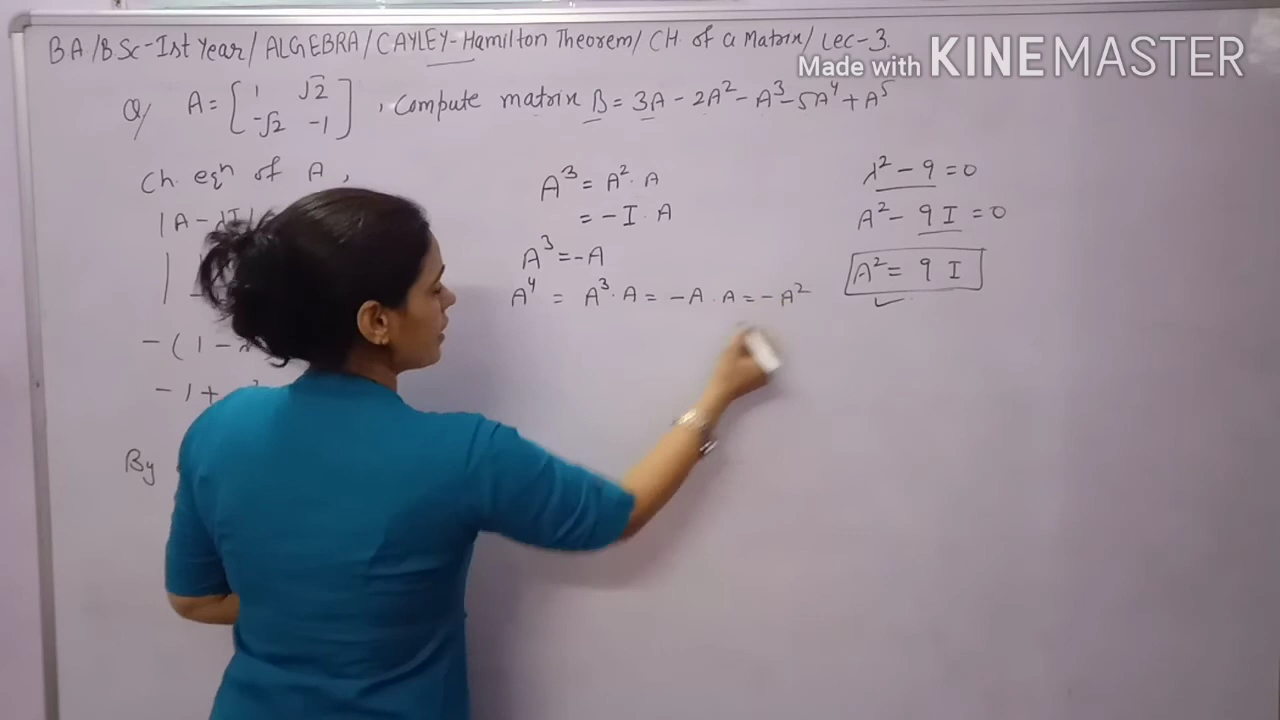 BA/BSc-Ist Year/ALGEBRA/CAYLEY-Hamilton Theorem/CH. of a Matrix/Lec-3.
Made with KINEMASTER
Q/ A = [1 √2 -√2 -1], Compute matrix B = 3A - 2A² - A³ - 5A⁴ + A⁵
Ch. eqⁿ of A,
|A - λI|
- (1 -
- 1 +
By
A³ = A². A
= - I . A
A³ = -A
A⁴ = A³. A = -A . A = -A²
λ² - 9 = 0
A² - 9 I = 0
A² = 9 I